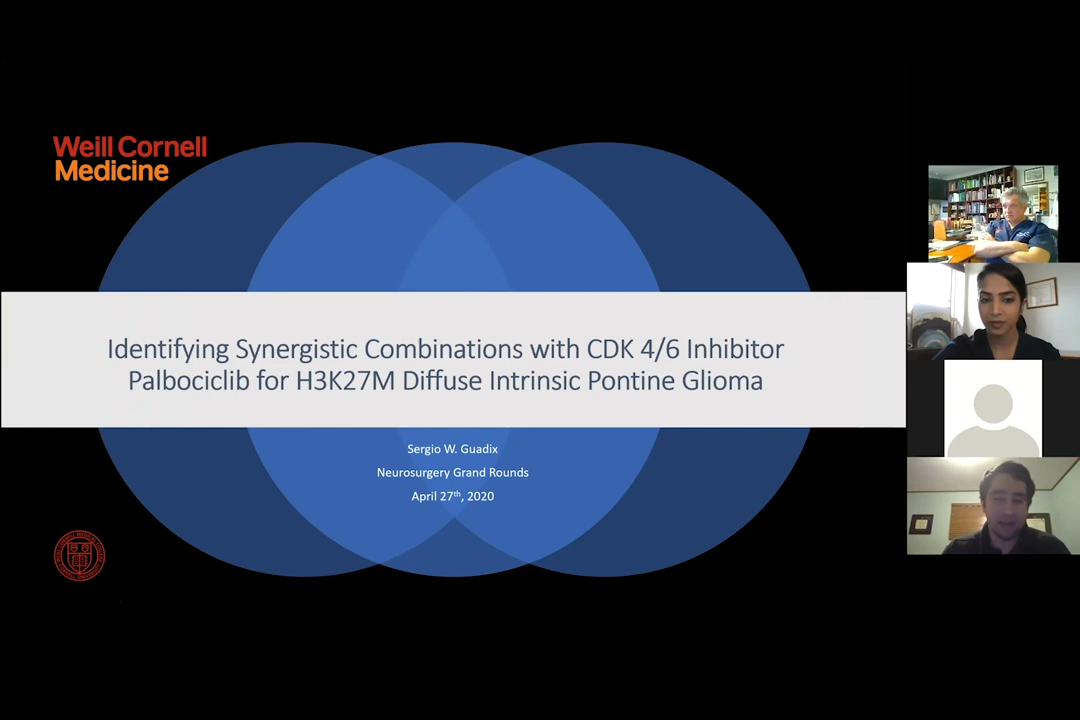 Weill Cornell
Medicine
Identifying Synergistic Combinations with CDK 4/6 Inhibitor
Palbociclib for H3K27M Diffuse Intrinsic Pontine Glioma
Sergio W. Guadix
Neurosurgery Grand Rounds
April 27th, 2020